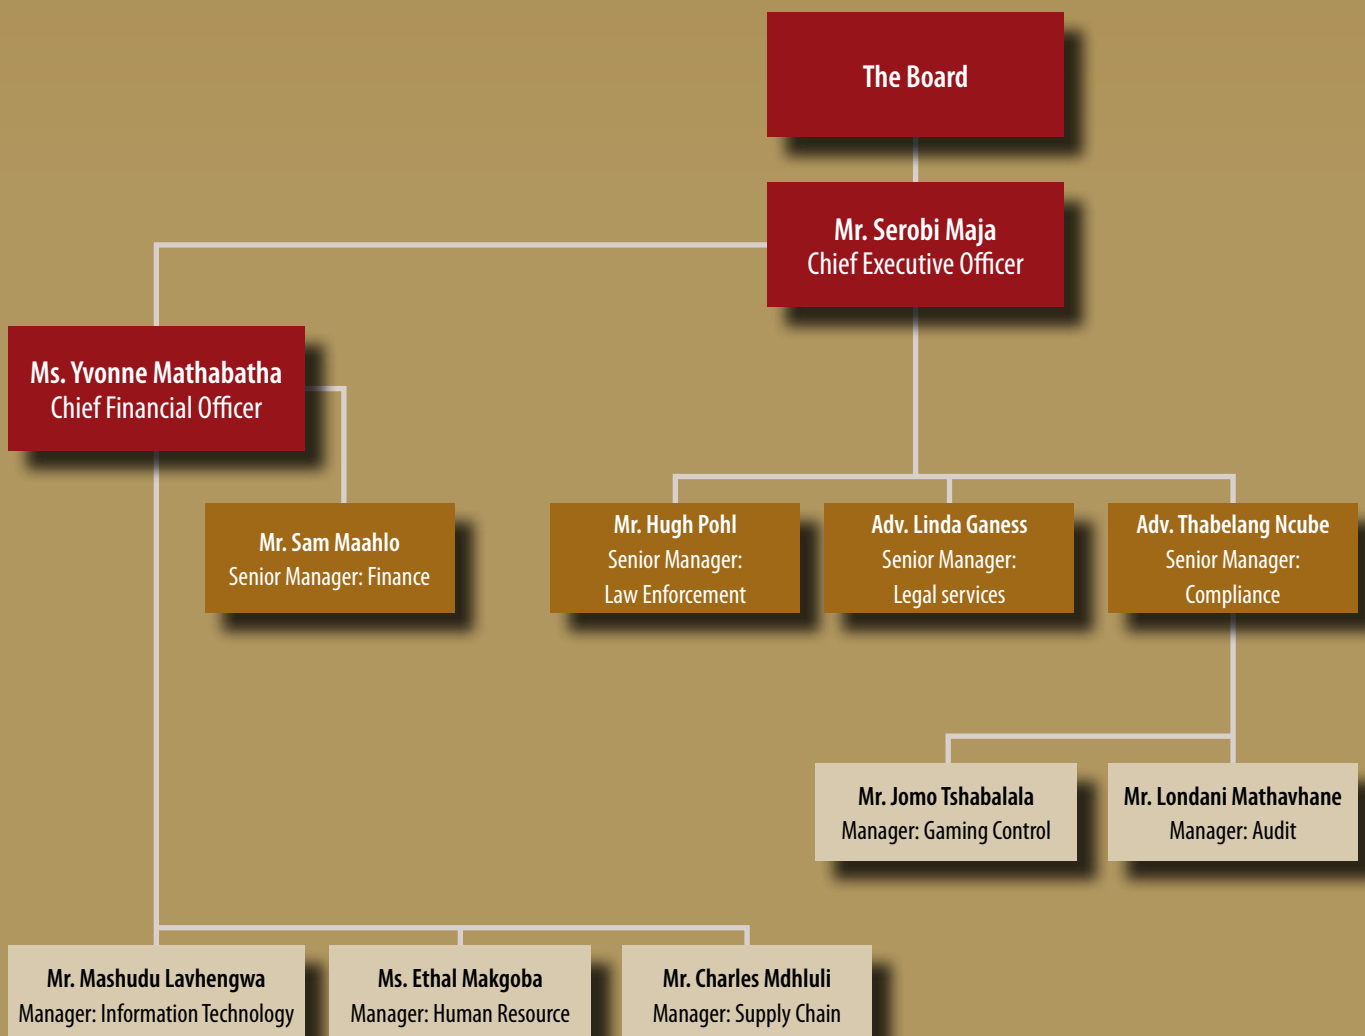 The Board
Mr. Serobi Maja
Chief Executive Officer
Ms. Yvonne Mathabatha
Chief Financial Officer
Mr. Sam Maahlo
Senior Manager: Finance
Mr. Hugh Pohl
Senior Manager:
Law Enforcement
Adv. Linda Ganess
Senior Manager:
Legal services
Adv. Thabelang Ncube
Senior Manager:
Compliance
Mr. Jomo Tshabalala
Manager: Gaming Control
Mr. Londani Mathavhane
Manager: Audit
Mr. Mashudu Lavhengwa
Manager: Information Technology
Ms. Ethal Makgoba
Manager: Human Resource
Mr. Charles Mdhluli
Manager: Supply Chain